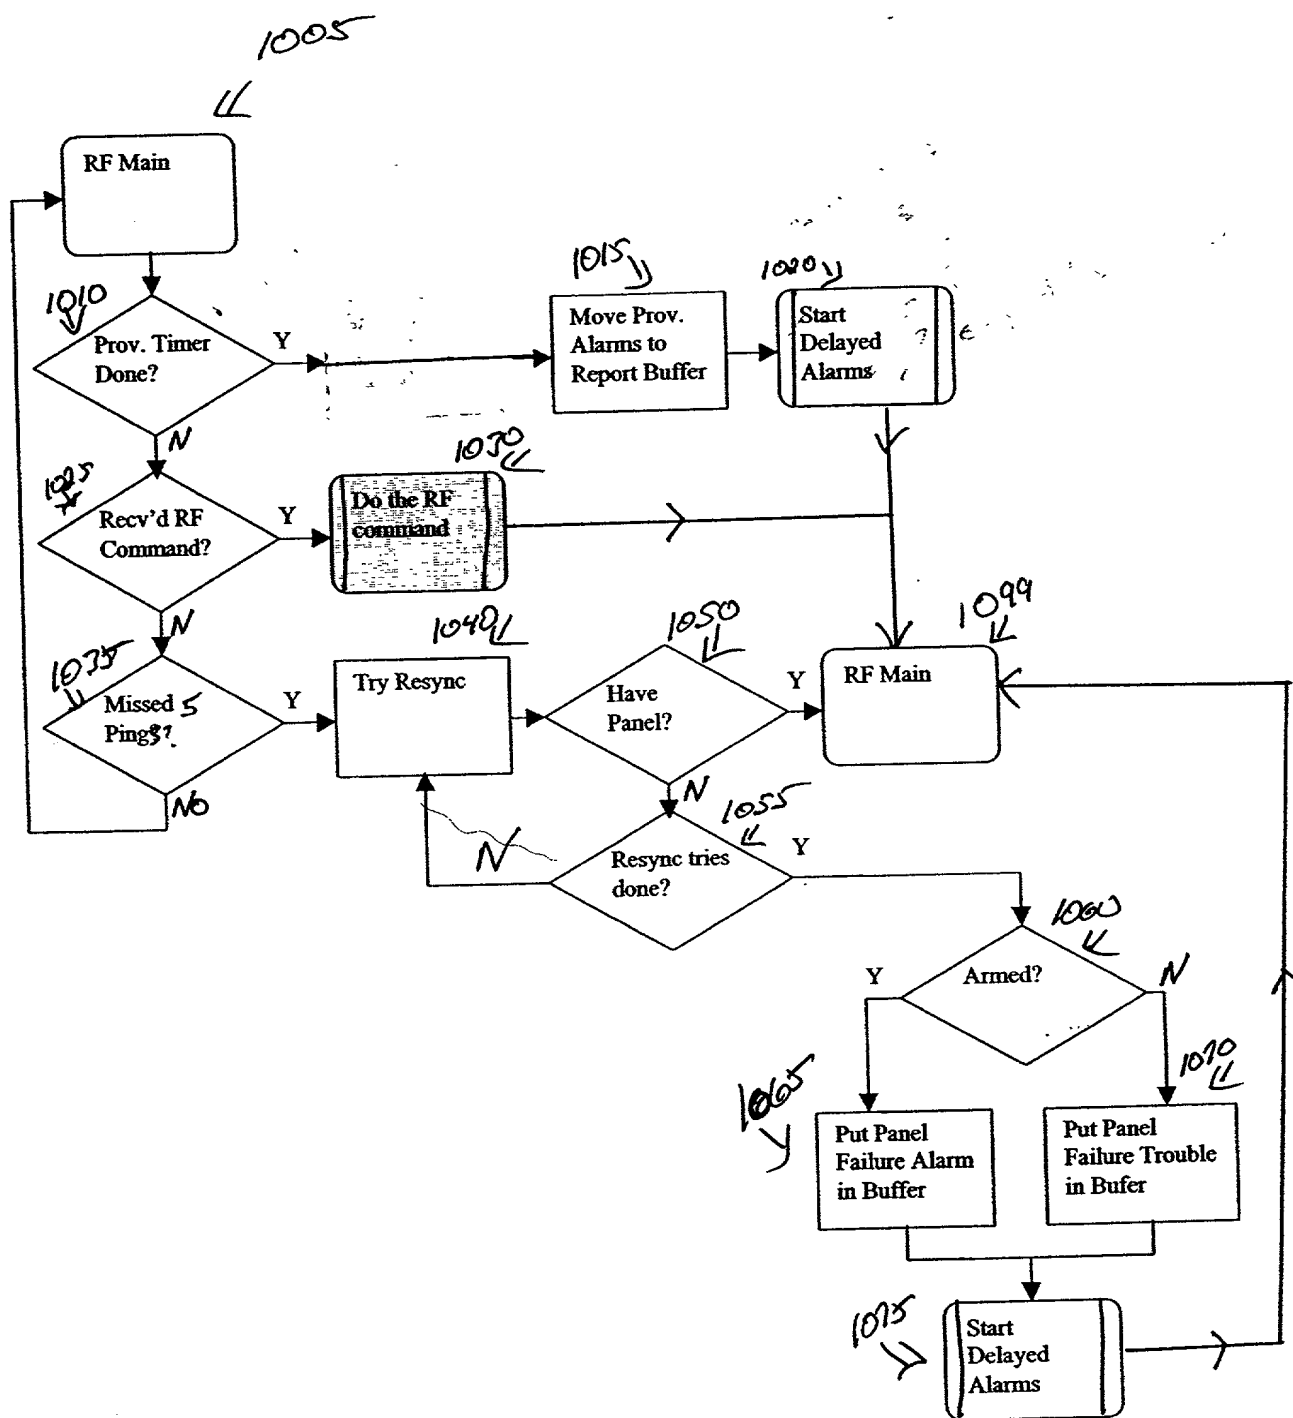 1005
RF Main
1010
Prov. Timer
Done?
Y
N
1015
Move Prov.
Alarms to
Report Buffer
1020
Start
Delayed
Alarms
1025
Recv'd RF
Command?
Y
N
1030
Do the RF
command
1035
Missed 5
Pings?
Y
NO
1040
Try Resync
1050
Have
Panel?
Y
N
1099
RF Main
1055
Resync tries
done?
Y
N
1060
Armed?
Y
N
1065
Put Panel
Failure Alarm
in Buffer
1070
Put Panel
Failure Trouble
in Bufer
1075
Start
Delayed
Alarms